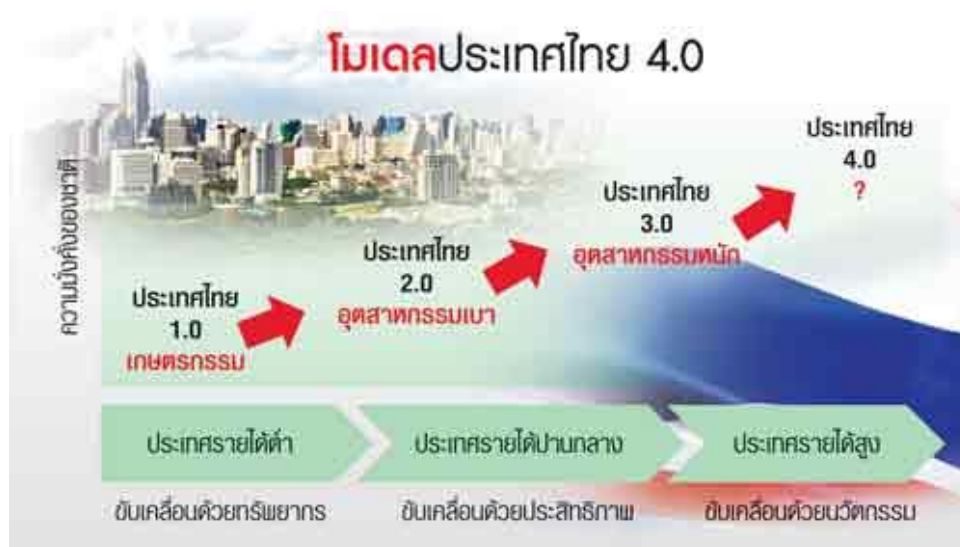 โมเดลประเทศไทย 4.0
ความมั่งคั่งของชาติ
ประเทศไทย
1.0
เกษตรกรรม
ประเทศไทย
2.0
อุตสาหกรรมเบา
ประเทศไทย
3.0
อุตสาหกรรมหนัก
ประเทศไทย
4.0
?
ประเทศรายได้ต่ำ
ประเทศรายได้ปานกลาง
ประเทศรายได้สูง
ขับเคลื่อนด้วยทรัพยากร
ขับเคลื่อนด้วยประสิทธิภาพ
ขับเคลื่อนด้วยนวัตกรรม